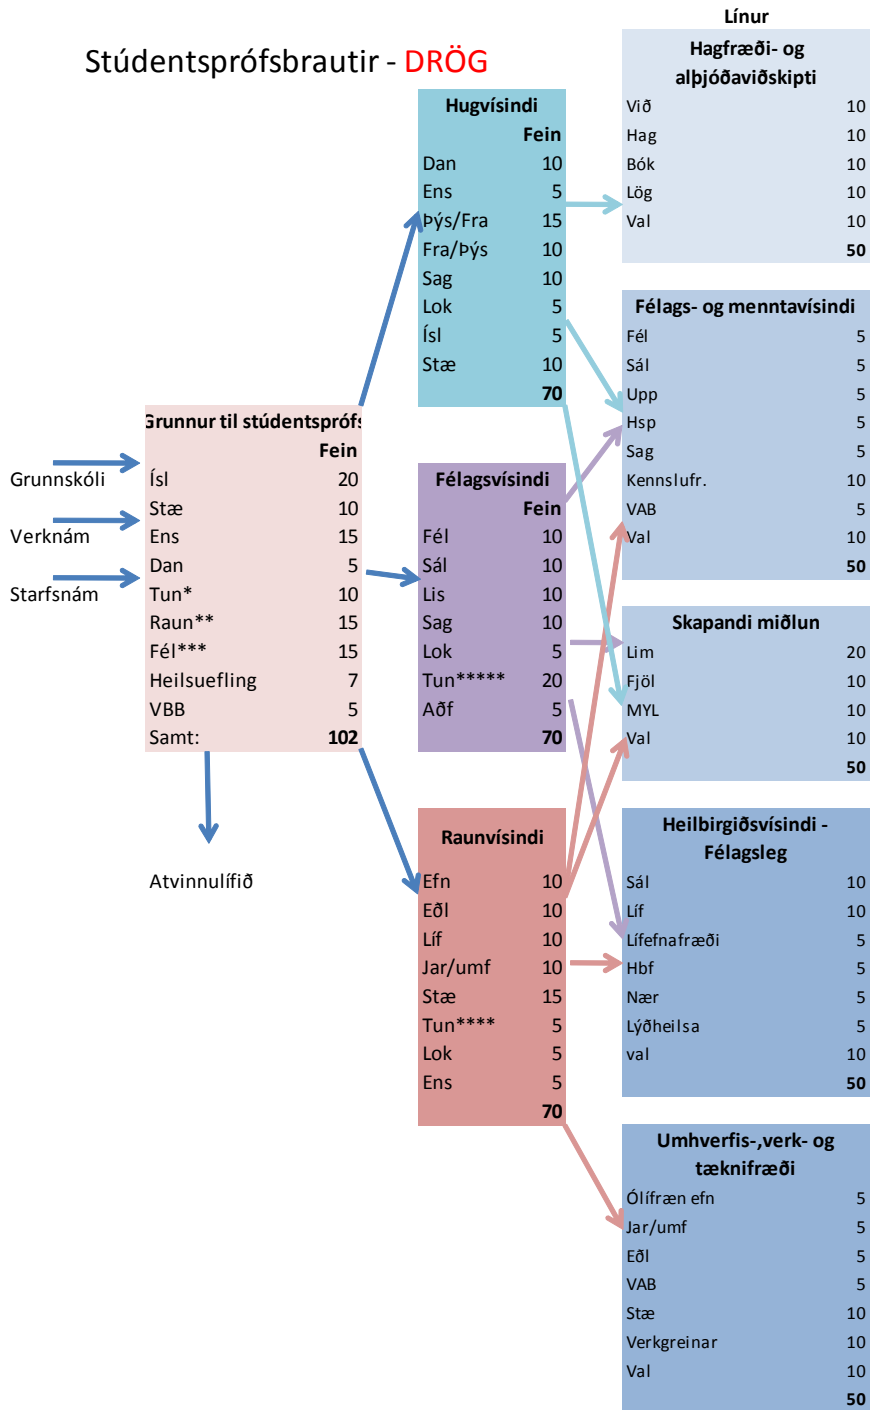 Stúdentsprófsbrautir - DRÖG
Grunnskóli
Verknám
Starfsnám
Grunnur til stúdentsprófs
Fein
Ísl 20
Stæ 10
Ens 15
Dan 5
Tun* 10
Raun** 15
Fél*** 15
Heilsuefling 7
VBB 5
Samt: 102
Atvinnulífið
Hugvísindi
Fein
Dan 10
Ens 5
Þýs/Fra 15
Fra/Þýs 10
Sag 10
Lok 5
Ísl 5
Stæ 10
70
Félagsvísindi
Fein
Fél 10
Sál 10
Lis 10
Sag 10
Lok 5
Tun***** 20
Aðf 5
70
Raunvísindi
Efn 10
Eðl 10
Líf 10
Jar/umf 10
Stæ 15
Tun**** 5
Lok 5
Ens 5
70
Línur
Hagfræði- og
alþjóðaviðskipti
Við 10
Hag 10
Bók 10
Lög 10
Val 10
50
Félags- og menntavísindi
Fél 5
Sál 5
Upp 5
Hsp 5
Sag 5
Kennslufr. 10
VAB 5
Val 10
50
Skapandi miðlun
Lim 20
Fjöl 10
MYL 10
Val 10
50
Heilbirgiðsvísindi -
Félagsleg
Sál 10
Líf 10
Lífefnafræði 5
Hbf 5
Nær 5
Lýðheilsa 5
val 10
50
Umhverfis-,verk- og
tæknifræði
Ólífræn efn 5
Jar/umf 5
Eðl 5
VAB 5
Stæ 10
Verkgreinar 10
Val 10
50